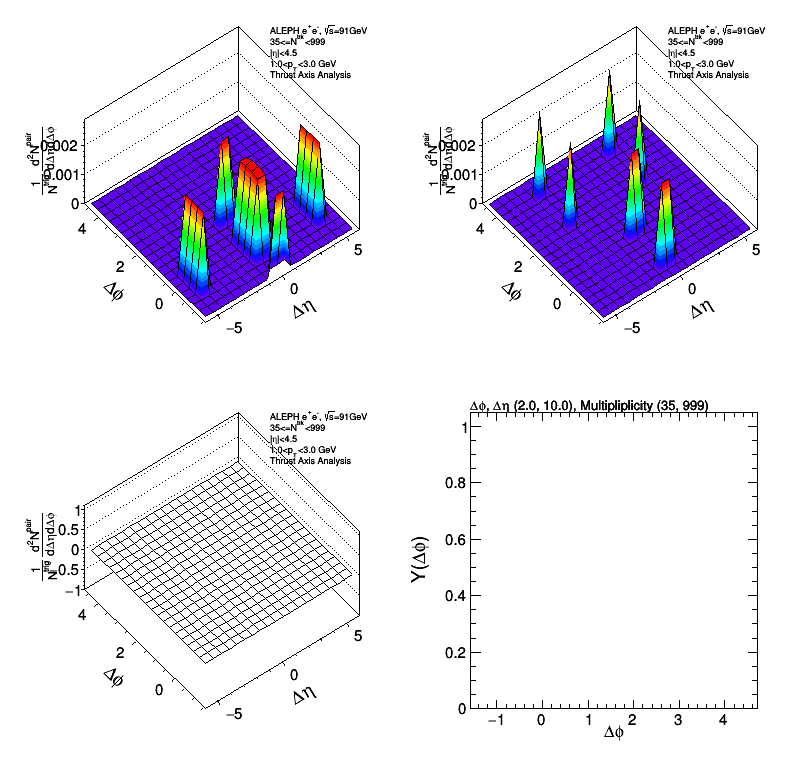 ALEPH e⁺e⁻, √s=91GeV
35<=N^trk<999
|η|<4.5
1.0<p_T<3.0 GeV
Thrust Axis Analysis
1/N^trig d²N^pair/dΔηdΔφ
0.002
0.001
0
4
2
0
Δφ
−5
0
5
Δη
ALEPH e⁺e⁻, √s=91GeV
35<=N^trk<999
|η|<4.5
1.0<p_T<3.0 GeV
Thrust Axis Analysis
1/N^trig d²N^pair/dΔηdΔφ
0.002
0.001
0
4
2
0
Δφ
−5
0
5
Δη
ALEPH e⁺e⁻, √s=91GeV
35<=N^trk<999
|η|<4.5
1.0<p_T<3.0 GeV
Thrust Axis Analysis
1/N^trig d²N^pair/dΔηdΔφ
1
0.5
0
−0.5
−1
4
2
0
Δφ
−5
0
5
Δη
Δφ, Δη (2.0, 10.0), Multipliplicity (35, 999)
Y(Δφ)
1
0.8
0.6
0.4
0.2
0
−1 0 1 2 3 4
Δφ